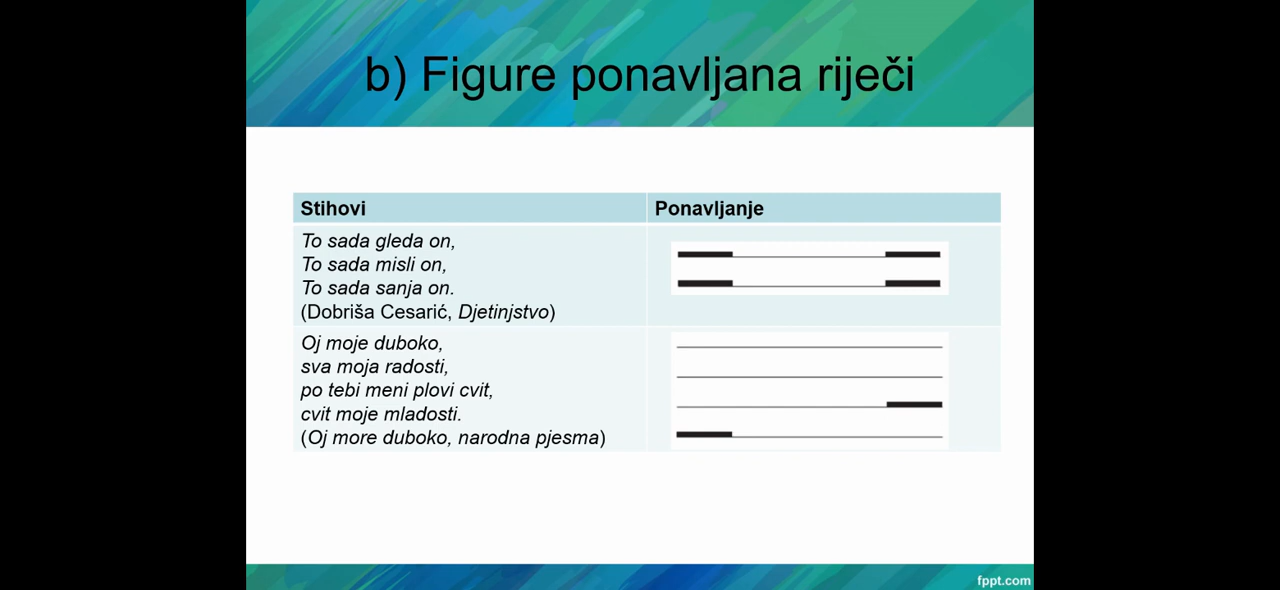 b) Figure ponavljana riječi
Stihovi
Ponavljanje
To sada gleda on,
To sada misli on,
To sada sanja on.
(Dobriša Cesarić, Djetinjstvo)
Oj moje duboko,
sva moja radosti,
po tebi meni plovi cvit,
cvit moje mladosti.
(Oj more duboko, narodna pjesma)
fppt.com